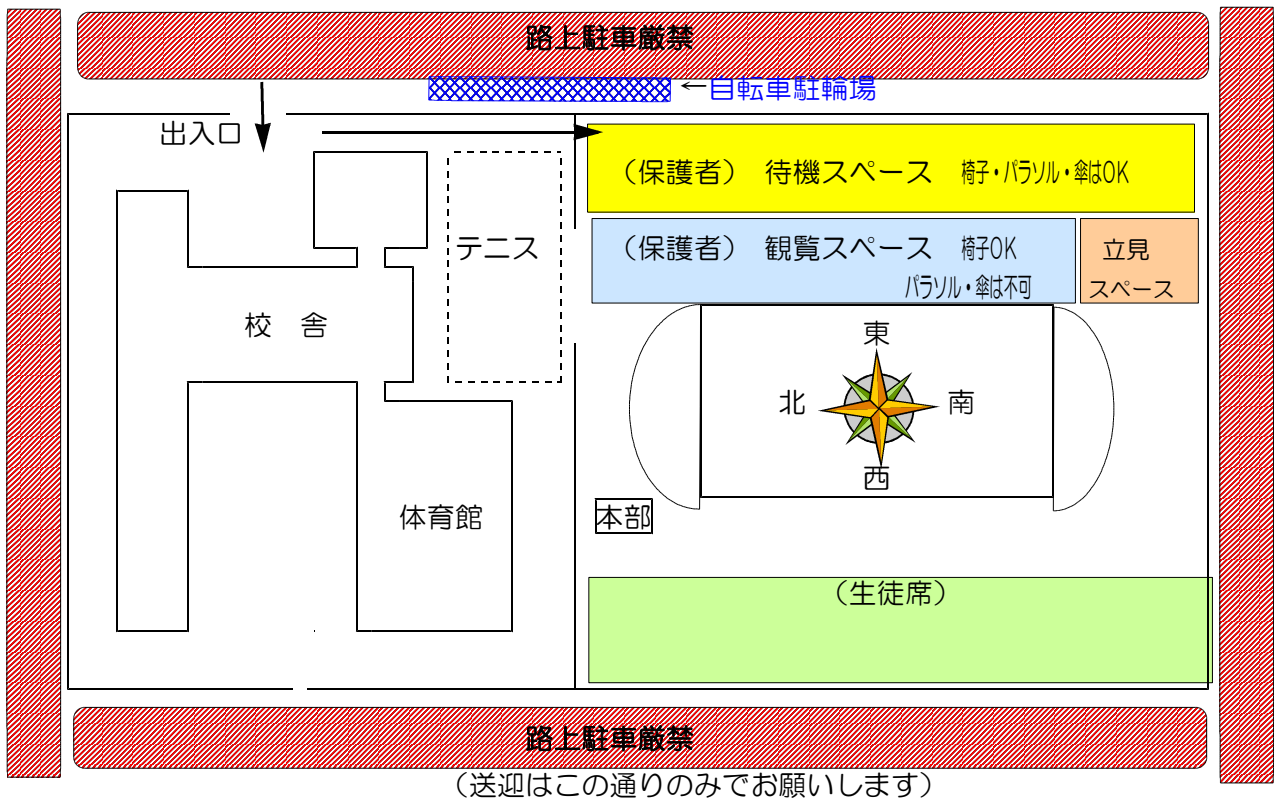 路上駐車厳禁
←自転車駐輪場
出入口
（保護者）　待機スペース　椅子・パラソル・傘はOK
テニス
（保護者）　観覧スペース　椅子OK
パラソル・傘は不可
立見
スペース
校　舎
東
北
南
西
体育館
本部
（生徒席）
路上駐車厳禁
（送迎はこの通りのみでお願いします）